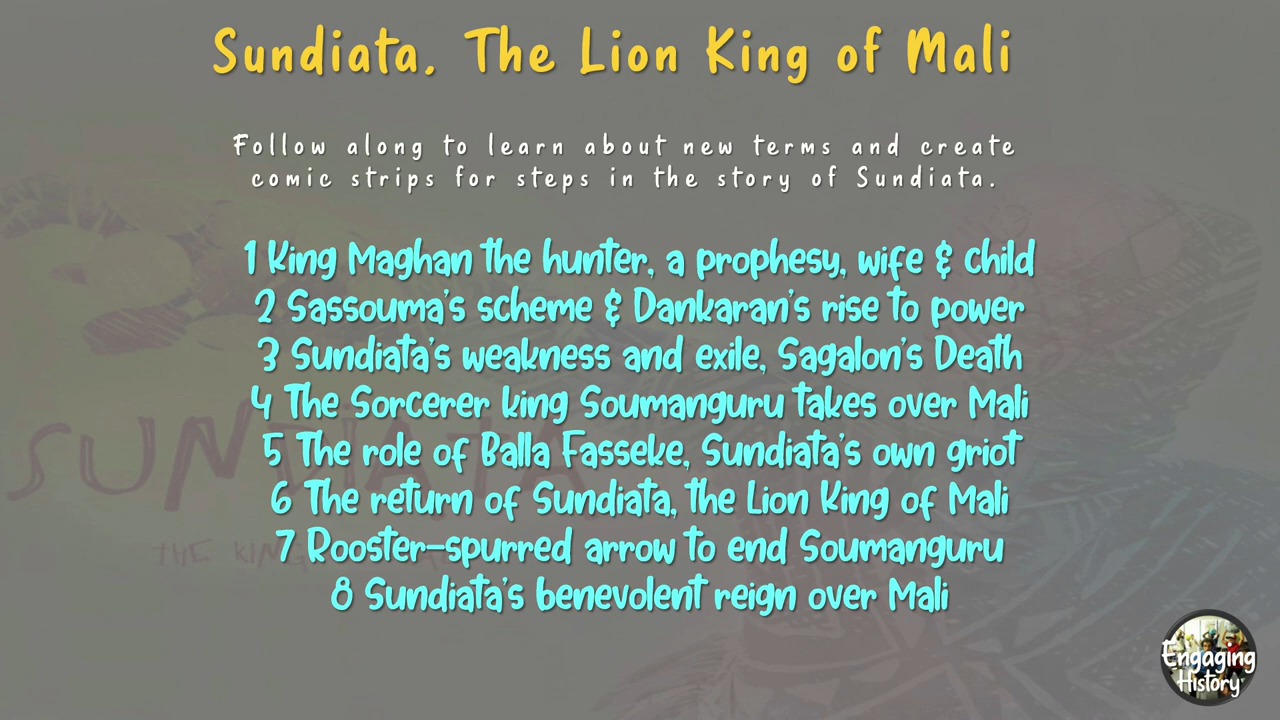 Sundiata. The Lion King of Mali
Follow along to learn about new terms and create
comic strips for steps in the story of Sundiata.
1 King Maghan the hunter, a prophesy, wife & child
2 Sassouma's scheme & Dankaran's rise to power
3 Sundiata's weakness and exile, Sagalon's Death
4 The Sorcerer king Soumanguru takes over Mali
5 The role of Balla Fasseke, Sundiata's own griot
6 The return of Sundiata, the Lion King of Mali
7 Rooster-spurred arrow to end Soumanguru
8 Sundiata's benevolent reign over Mali
SUNDIATA
THE KING
Engaging
History